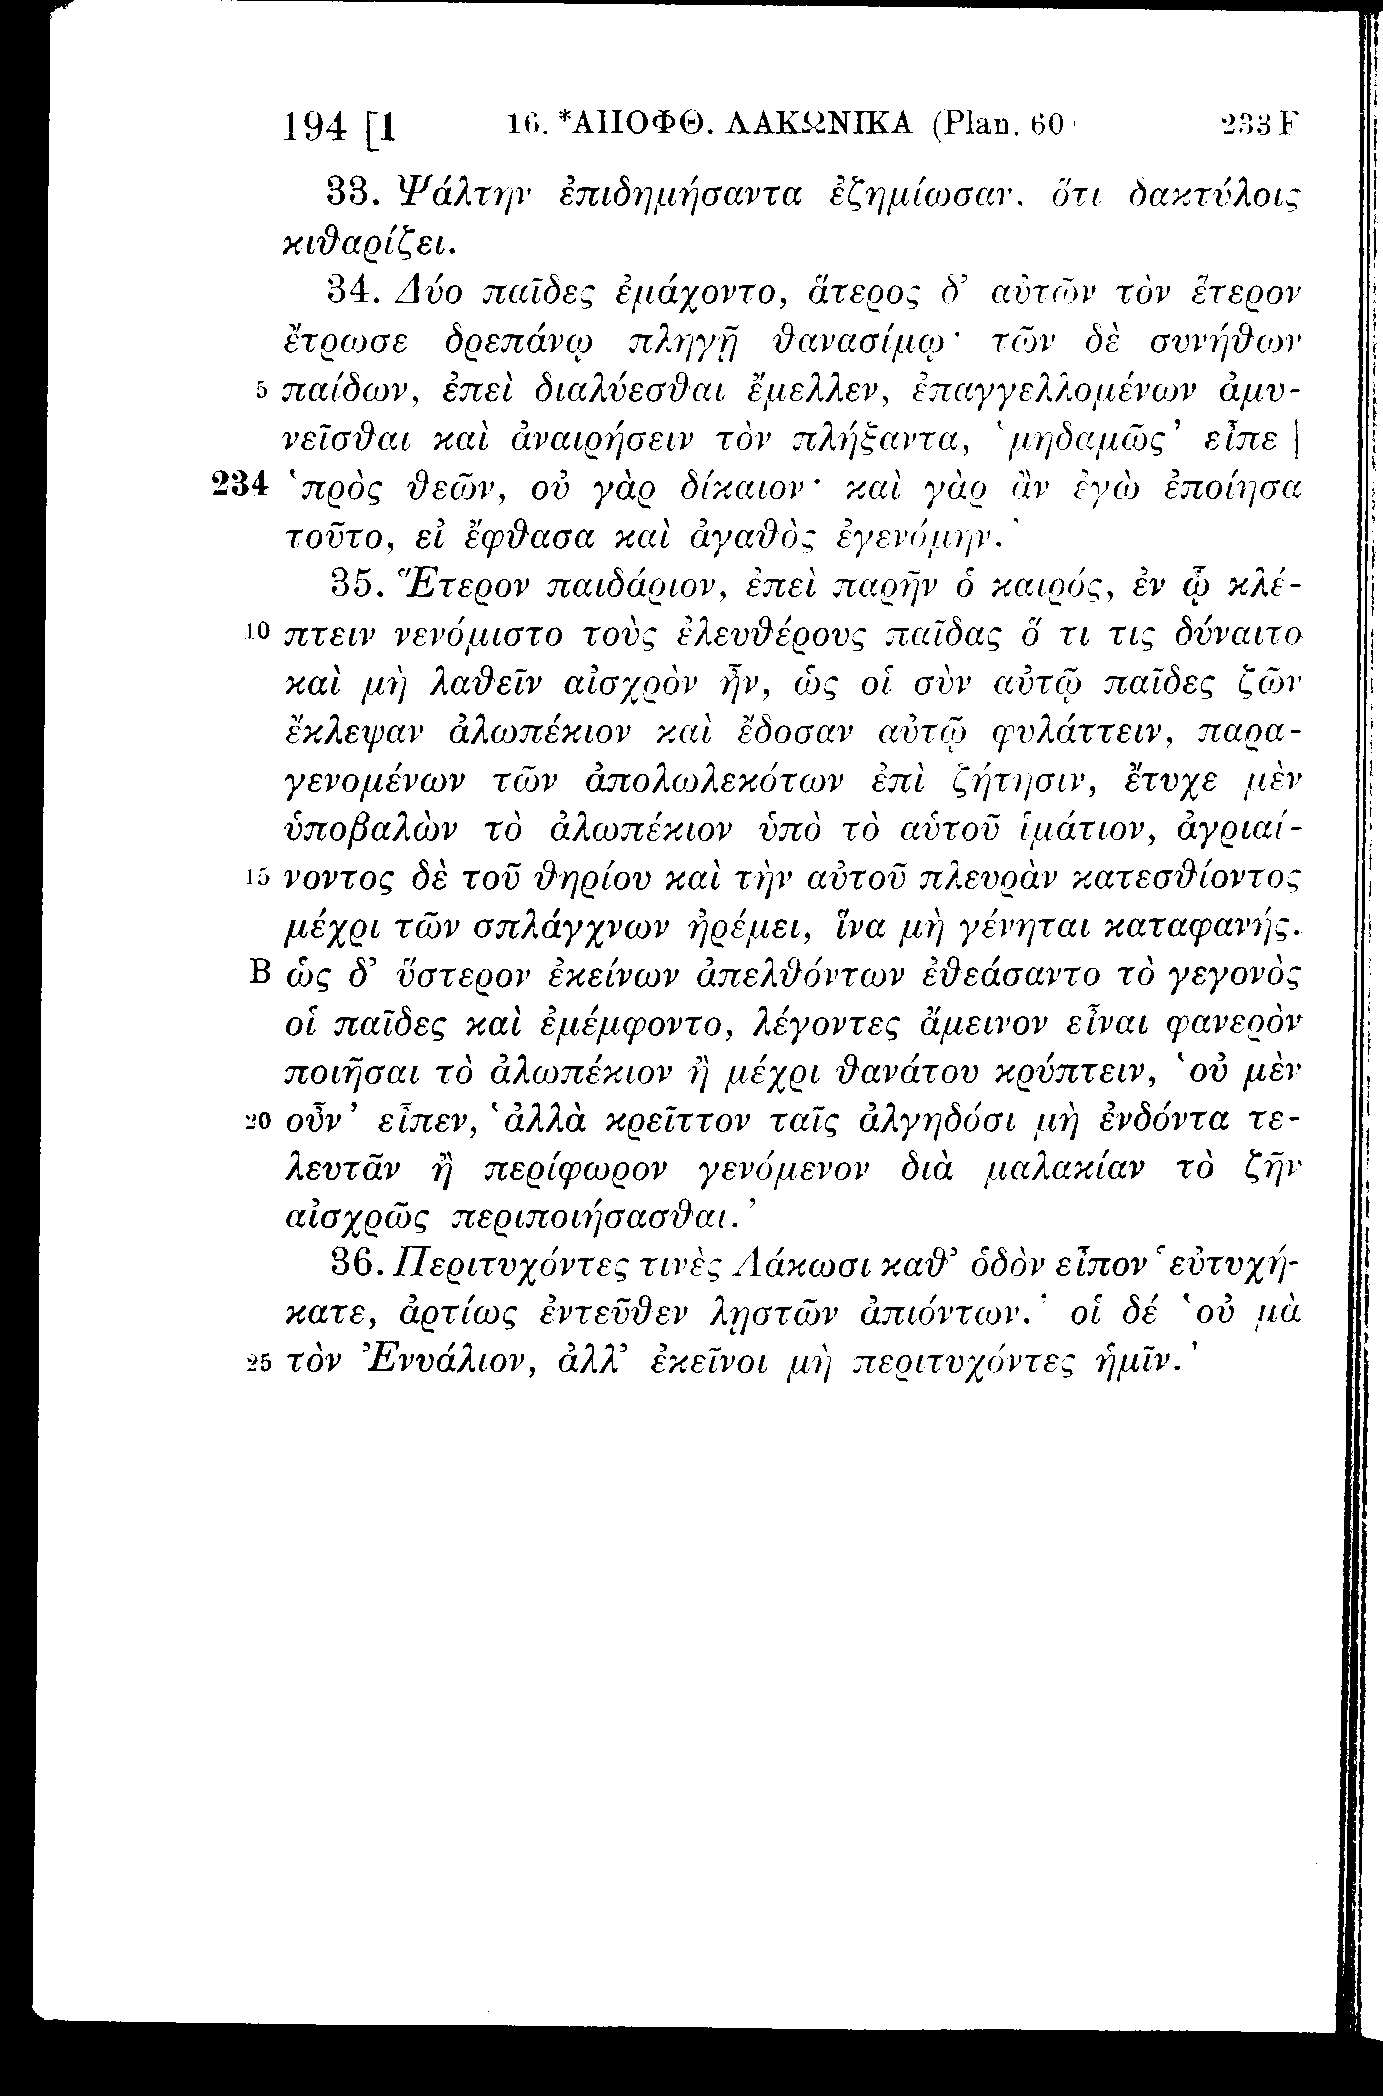 194 [1 16. *ΑΠΟΦΘ. ΛΑΚΩΝΙΚΑ (Plan. 60 233 F
33. Ψάλτην ἐπιδημήσαντα ἐζημίωσαν. ὅτι δακτύλοις
κιθαρίζει.
34. Δύο παῖδες ἐμάχοντο, ἅτερος δ’ αὐτῶν τὸν ἕτερον
ἔτρωσε δρεπάνῳ πληγῇ θανασίμῳ· τῶν δὲ συνήθων
5 παίδων, ἐπεὶ διαλύεσθαι ἔμελλεν, ἐπαγγελλομένων ἀμυ-
νεῖσθαι καὶ ἀναιρήσειν τὸν πλήξαντα, ‘μηδαμῶς’ εἶπε |
234 ‘πρὸς θεῶν, οὐ γὰρ δίκαιον· καὶ γὰρ ἂν ἐγὼ ἐποίησα
τοῦτο, εἰ ἔφθασα καὶ ἀγαθὸς ἐγενόμην.’
35. Ἕτερον παιδάριον, ἐπεὶ παρῆν ὁ καιρός, ἐν ᾧ κλέ-
10 πτειν νενόμιστο τοὺς ἐλευθέρους παῖδας ὅ τι τις δύναιτο
καὶ μὴ λαθεῖν αἰσχρὸν ἦν, ὡς οἱ σὺν αὐτῷ παῖδες ζῶν
ἔκλεψαν ἀλωπέκιον καὶ ἔδοσαν αὐτῷ φυλάττειν, παρα-
γενομένων τῶν ἀπολωλεκότων ἐπὶ ζήτησιν, ἔτυχε μὲν
ὑποβαλὼν τὸ ἀλωπέκιον ὑπὸ τὸ αὑτοῦ ἱμάτιον, ἀγριαί-
15 νοντος δὲ τοῦ θηρίου καὶ τὴν αὐτοῦ πλευρὰν κατεσθίοντος
μέχρι τῶν σπλάγχνων ἠρέμει, ἵνα μὴ γένηται καταφανής.
B ὡς δ’ ὕστερον ἐκείνων ἀπελθόντων ἐθεάσαντο τὸ γεγονὸς
οἱ παῖδες καὶ ἐμέμφοντο, λέγοντες ἄμεινον εἶναι φανερὸν
ποιῆσαι τὸ ἀλωπέκιον ἢ μέχρι θανάτου κρύπτειν, ‘οὐ μὲν
20 οὖν’ εἶπεν, ‘ἀλλὰ κρεῖττον ταῖς ἀλγηδόσι μὴ ἐνδόντα τε-
λευτᾶν ἢ περίφωρον γενόμενον διὰ μαλακίαν τὸ ζῆν
αἰσχρῶς περιποιήσασθαι.’
36. Περιτυχόντες τινὲς Λάκωσι καθ’ ὁδὸν εἶπον ‘εὐτυχή-
κατε, ἀρτίως ἐντεῦθεν λῃστῶν ἀπιόντων.’ οἱ δέ ‘οὐ μὰ
25 τὸν Ἐνυάλιον, ἀλλ’ ἐκεῖνοι μὴ περιτυχόντες ἡμῖν.’